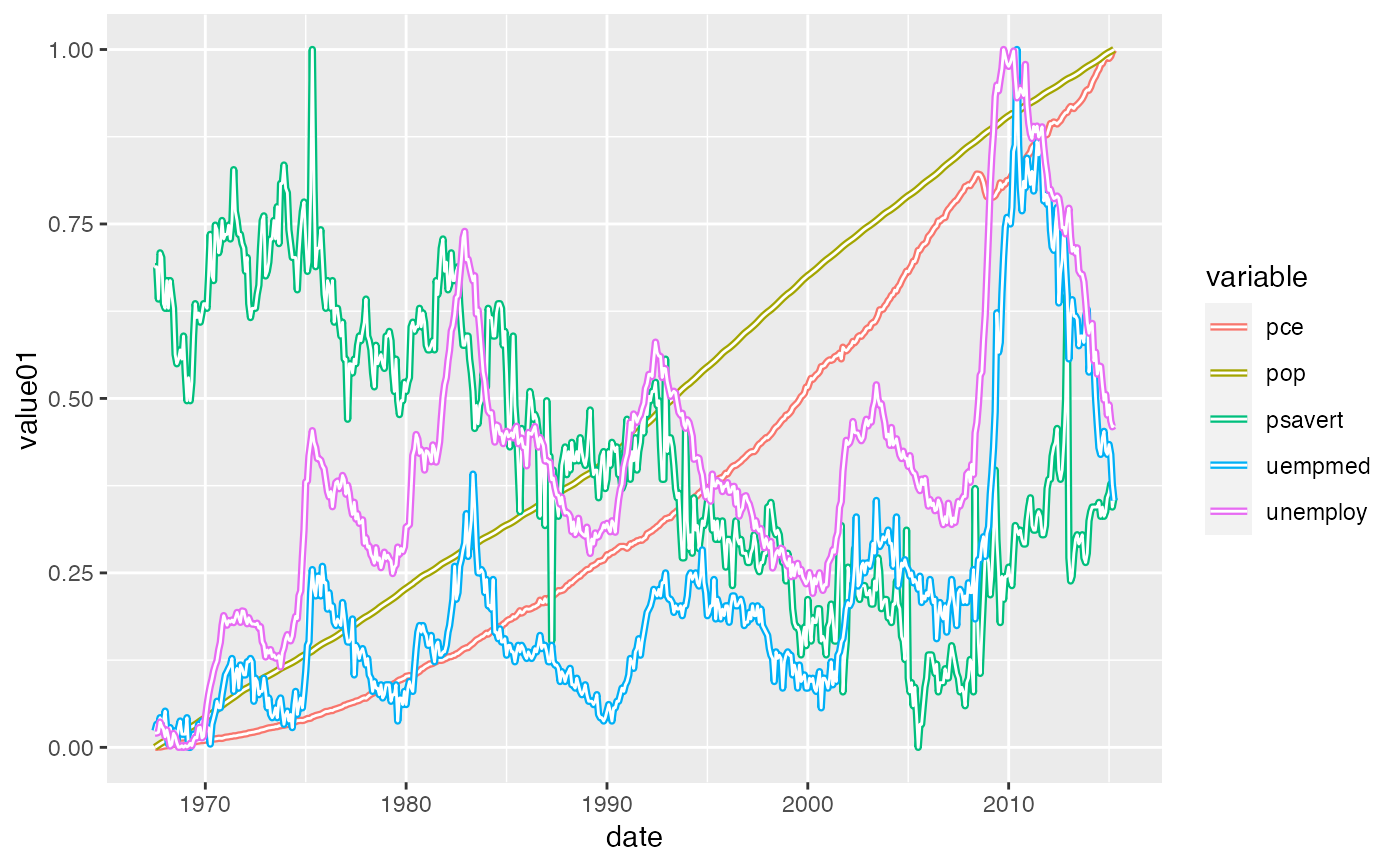 1.00
0.75
0.50
0.25
0.00
value01
1970 1980 1990 2000 2010
date
variable
pce
pop
psavert
uempmed
unemploy